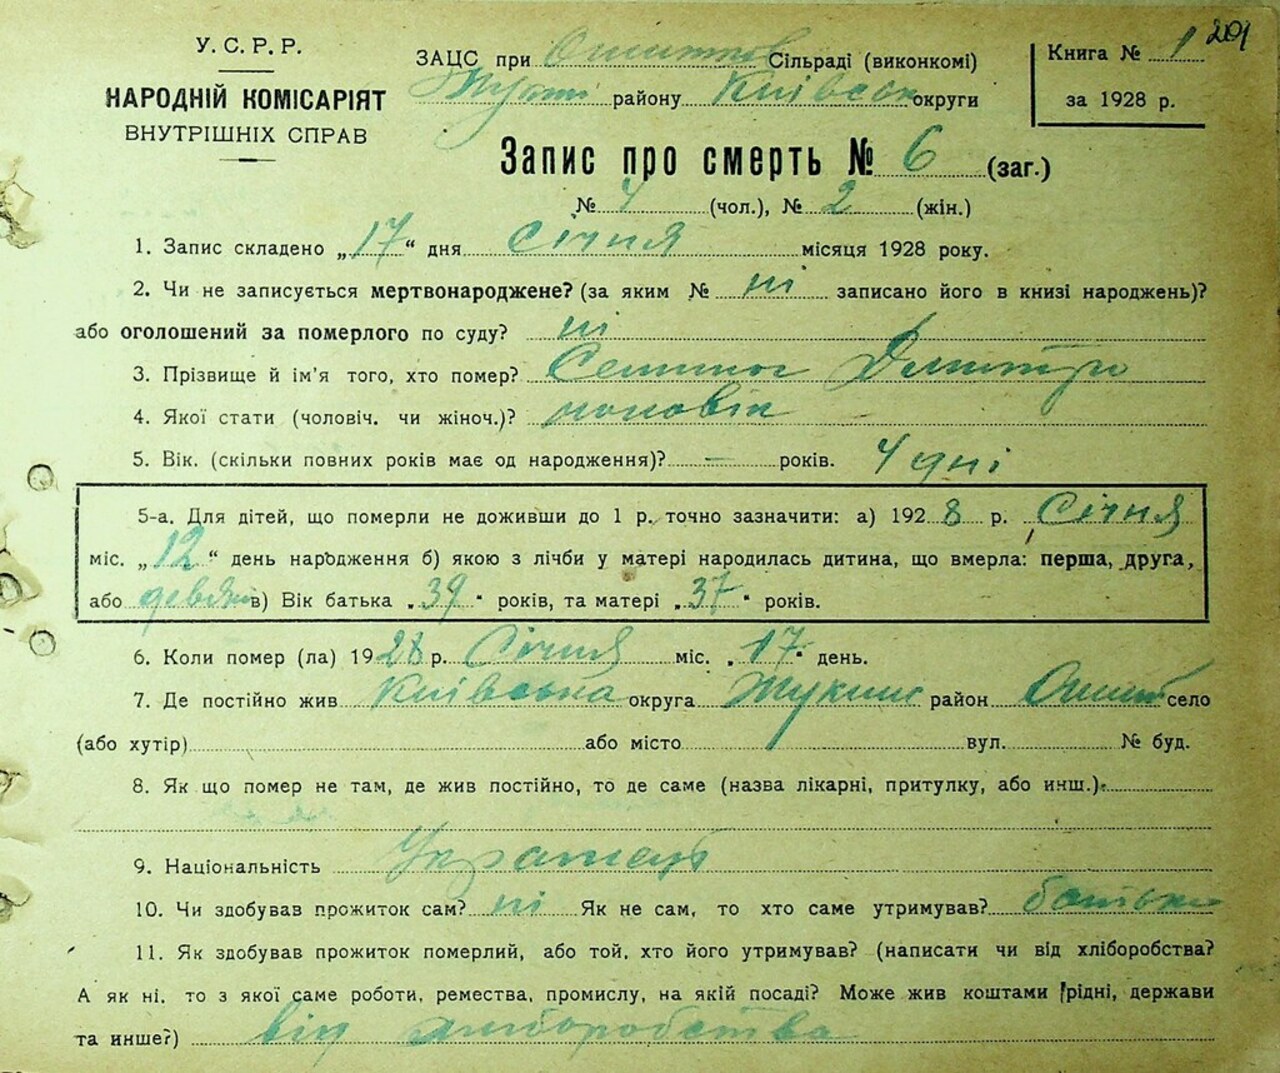 У.С.Р.Р.
НАРОДНІЙ КОМІСАРІЯТ
ВНУТРІШНІХ СПРАВ
ЗАЦС при Сільраді (виконкомі)
району Київськ округи
Книга № 1 201
за 1928 р.
Запис про смерть № 6 (заг.)
№ 4 (чол.), № 2 (жін.)
1. Запис складено „17“ дня Січня місяця 1928 року.
2. Чи не записується мертвонароджене? (за яким № ні записано його в книзі народжень)?
або оголошений за померлого по суду? ні
3. Прізвище й ім'я того, хто помер? Дмитро
4. Якої стати (чоловіч. чи жіноч.)? чоловік
5. Вік. (скільки повних років має од народження)? — років. 4 дні
5-а. Для дітей, що померли не доживши до 1 р. точно зазначити: а) 1928 р. Січня
міс. „12“ день народження б) якою з лічби у матері народилась дитина, що вмерла: перша, друга,
або в) Вік батька „39“ років, та матері „37“ років.
6. Коли помер (ла) 1928 р. Січня міс. „17“ день.
7. Де постійно жив Київська округа район село
(або хутір) або місто вул. № буд.
8. Як що помер не там, де жив постійно, то де саме (назва лікарні, притулку, або инш.)
9. Національність
10. Чи здобував прожиток сам? ні Як не сам, то хто саме утримував? батьки
11. Як здобував прожиток померлий, або той, хто його утримував? (написати чи від хліборобства?
А як ні, то з якої саме роботи, ремества, промислу, на якій посаді? Може жив коштами рідні, держави
та инше?) від хліборобства